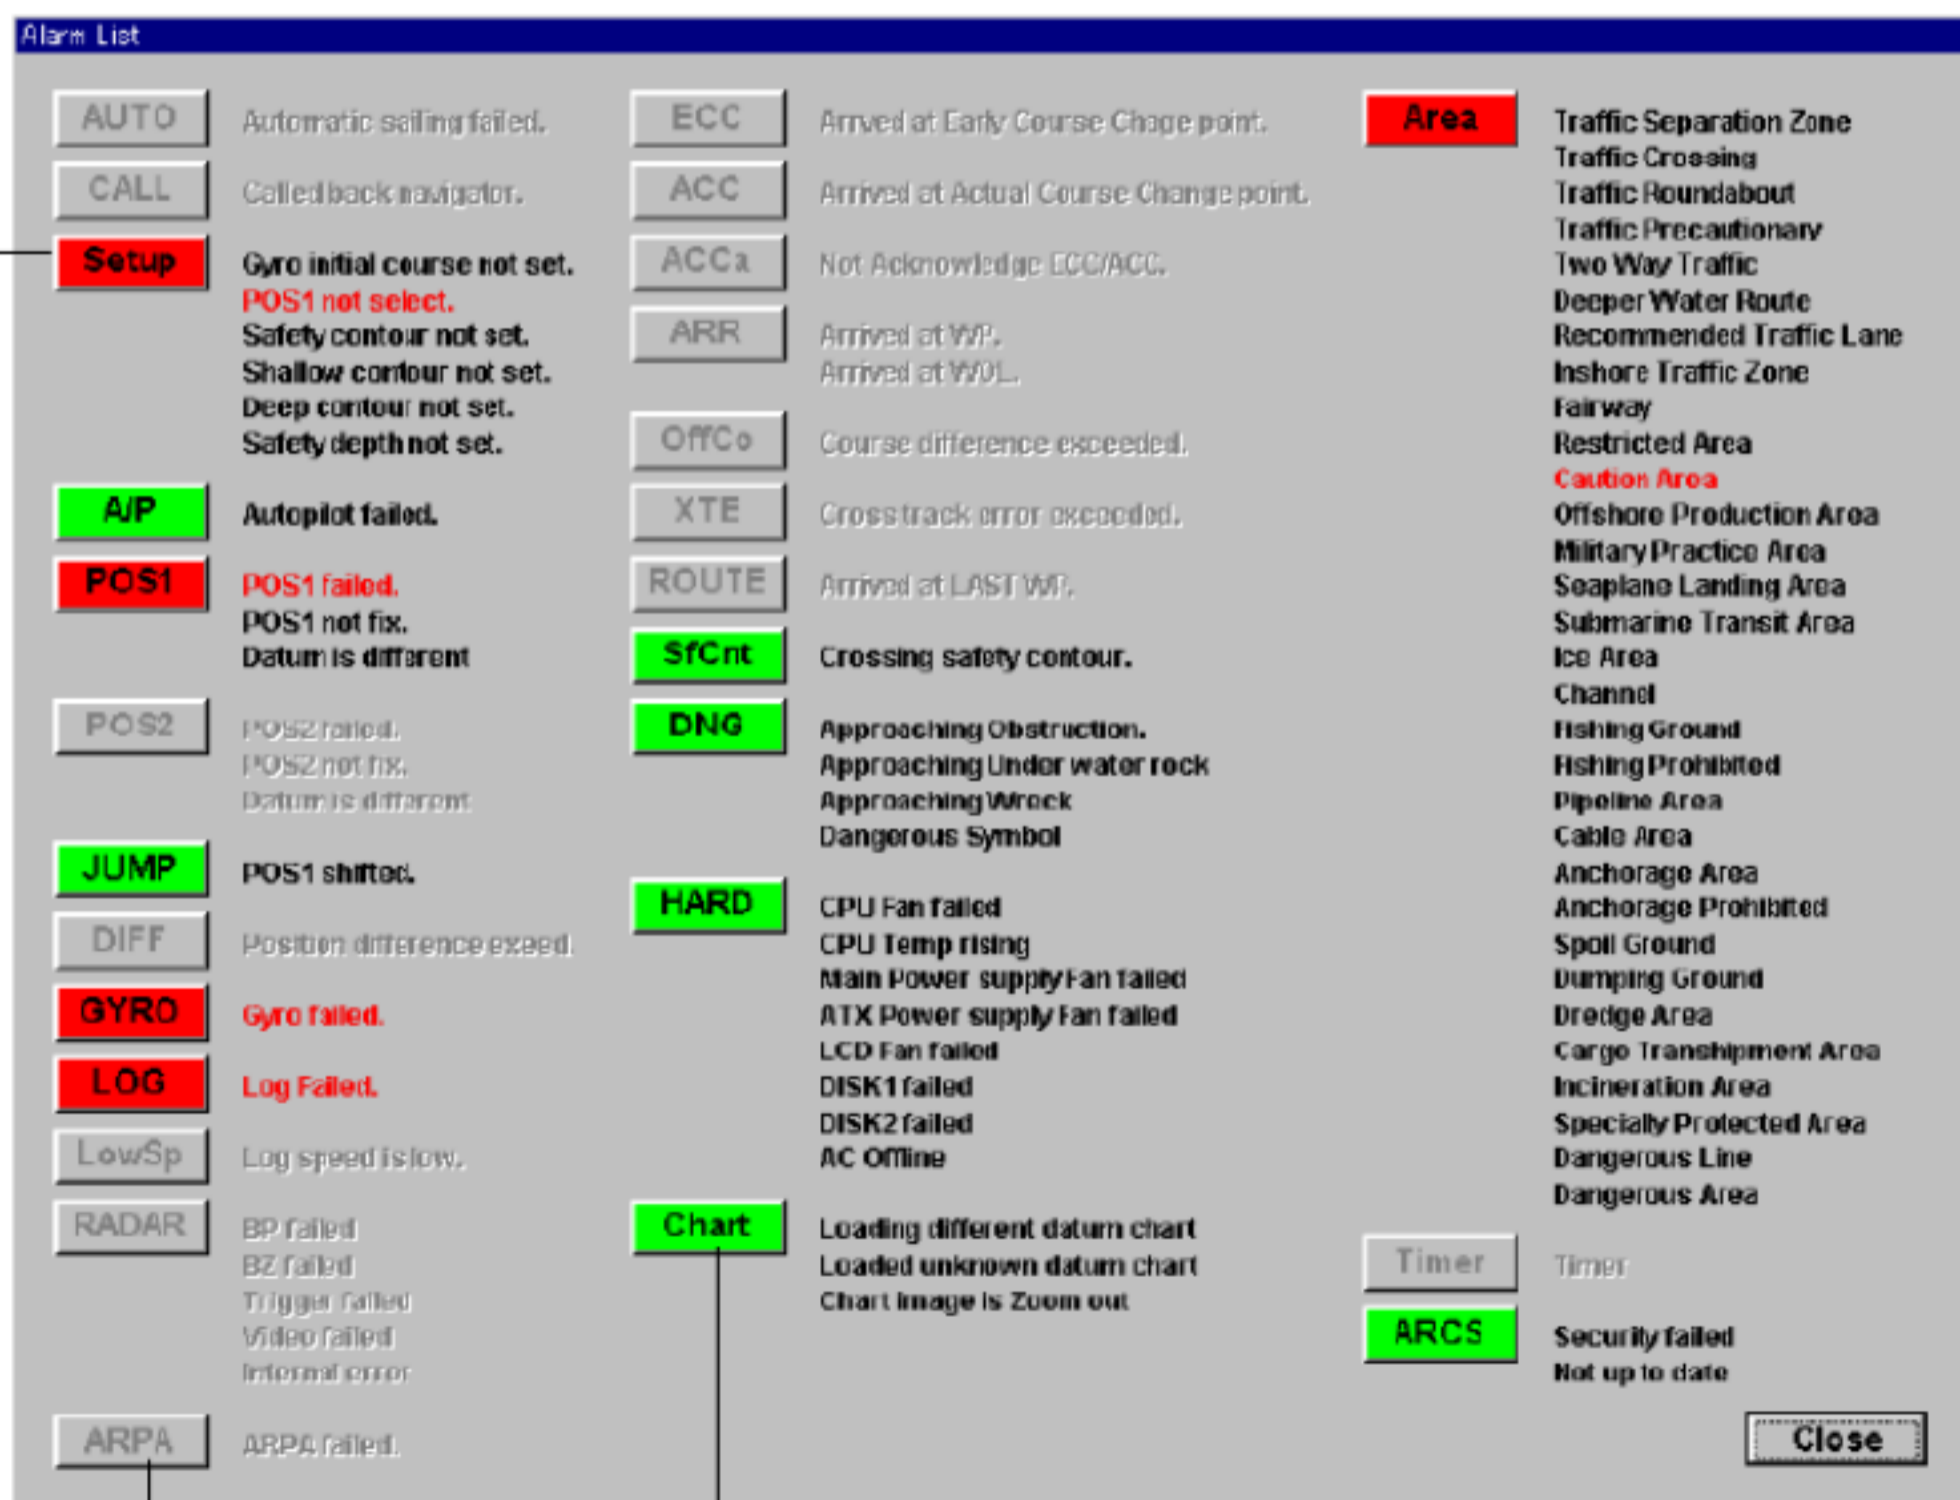 Alarm List
AUTO Automatic sailing failed.
CALL Called back navigator.
Setup Gyro initial course not set.
POS1 not select.
Safety contour not set.
Shallow contour not set.
Deep contour not set.
Safety depth not set.
A/P Autopilot failed.
POS1 POS1 failed.
POS1 not fix.
Datum is different
POS2 POS2 failed.
POS2 not fix.
Datum is different
JUMP POS1 shifted.
DIFF Position difference exeed.
GYRO Gyro failed.
LOG Log Failed.
LowSp Log speed is low.
RADAR BP failed
BZ failed
Trigger failed
Video failed
Internal error
ARPA ARPA failed.
ECC Arrved at Early Course Chage point.
ACC Arrived at Actual Course Change point.
ACCa Not Acknowledge ECC/ACC.
ARR Arrived at WP.
Arrived at WOL.
OffCo Course difference exceeded.
XTE Cross track error exceeded.
ROUTE Arrived at LAST WP.
SfCnt Crossing safety contour.
DNG Approaching Obstruction.
Approaching Under water rock
Approaching Wreck
Dangerous Symbol
HARD CPU Fan failed
CPU Temp rising
Main Power supply Fan failed
ATX Power supply Fan failed
LCD Fan failed
DISK1 failed
DISK2 failed
AC Offline
Chart Loading different datum chart
Loaded unknown datum chart
Chart image is Zoom out
Area Traffic Separation Zone
Traffic Crossing
Traffic Roundabout
Traffic Precautionary
Two Way Traffic
Deeper Water Route
Recommended Traffic Lane
Inshore Traffic Zone
Fairway
Restricted Area
Caution Area
Offshore Production Area
Military Practice Area
Seaplane Landing Area
Submarine Transit Area
Ice Area
Channel
Fishing Ground
Fishing Prohibited
Pipeline Area
Cable Area
Anchorage Area
Anchorage Prohibited
Spoil Ground
Dumping Ground
Dredge Area
Cargo Transhipment Area
Incineration Area
Specially Protected Area
Dangerous Line
Dangerous Area
Timer Timer
ARCS Security failed
Not up to date
Close